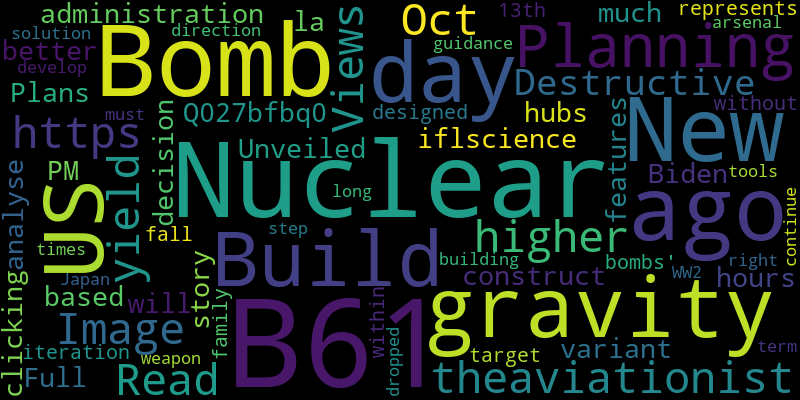 administration
solution
direction
la
Oct
13th
much
represents
arsenal
better
develop
Bomb
Views
day
guidance
Planning
Plans
Q027bfbq0
designed
Destructive
without
https
must
decision
hubs
features
New
PM
Unveiled
iflscience
Biden
tools
analyse
US
yield
Nuclear
long
ago
continue
times
fall
step
Build
higher
building
bombs'
WW2
right
Japan
based
story
construct
hours
clicking
will
family
B61
within
gravity
Image
iteration
weapon
dropped
target
variant
term
Full
Read
theaviationist